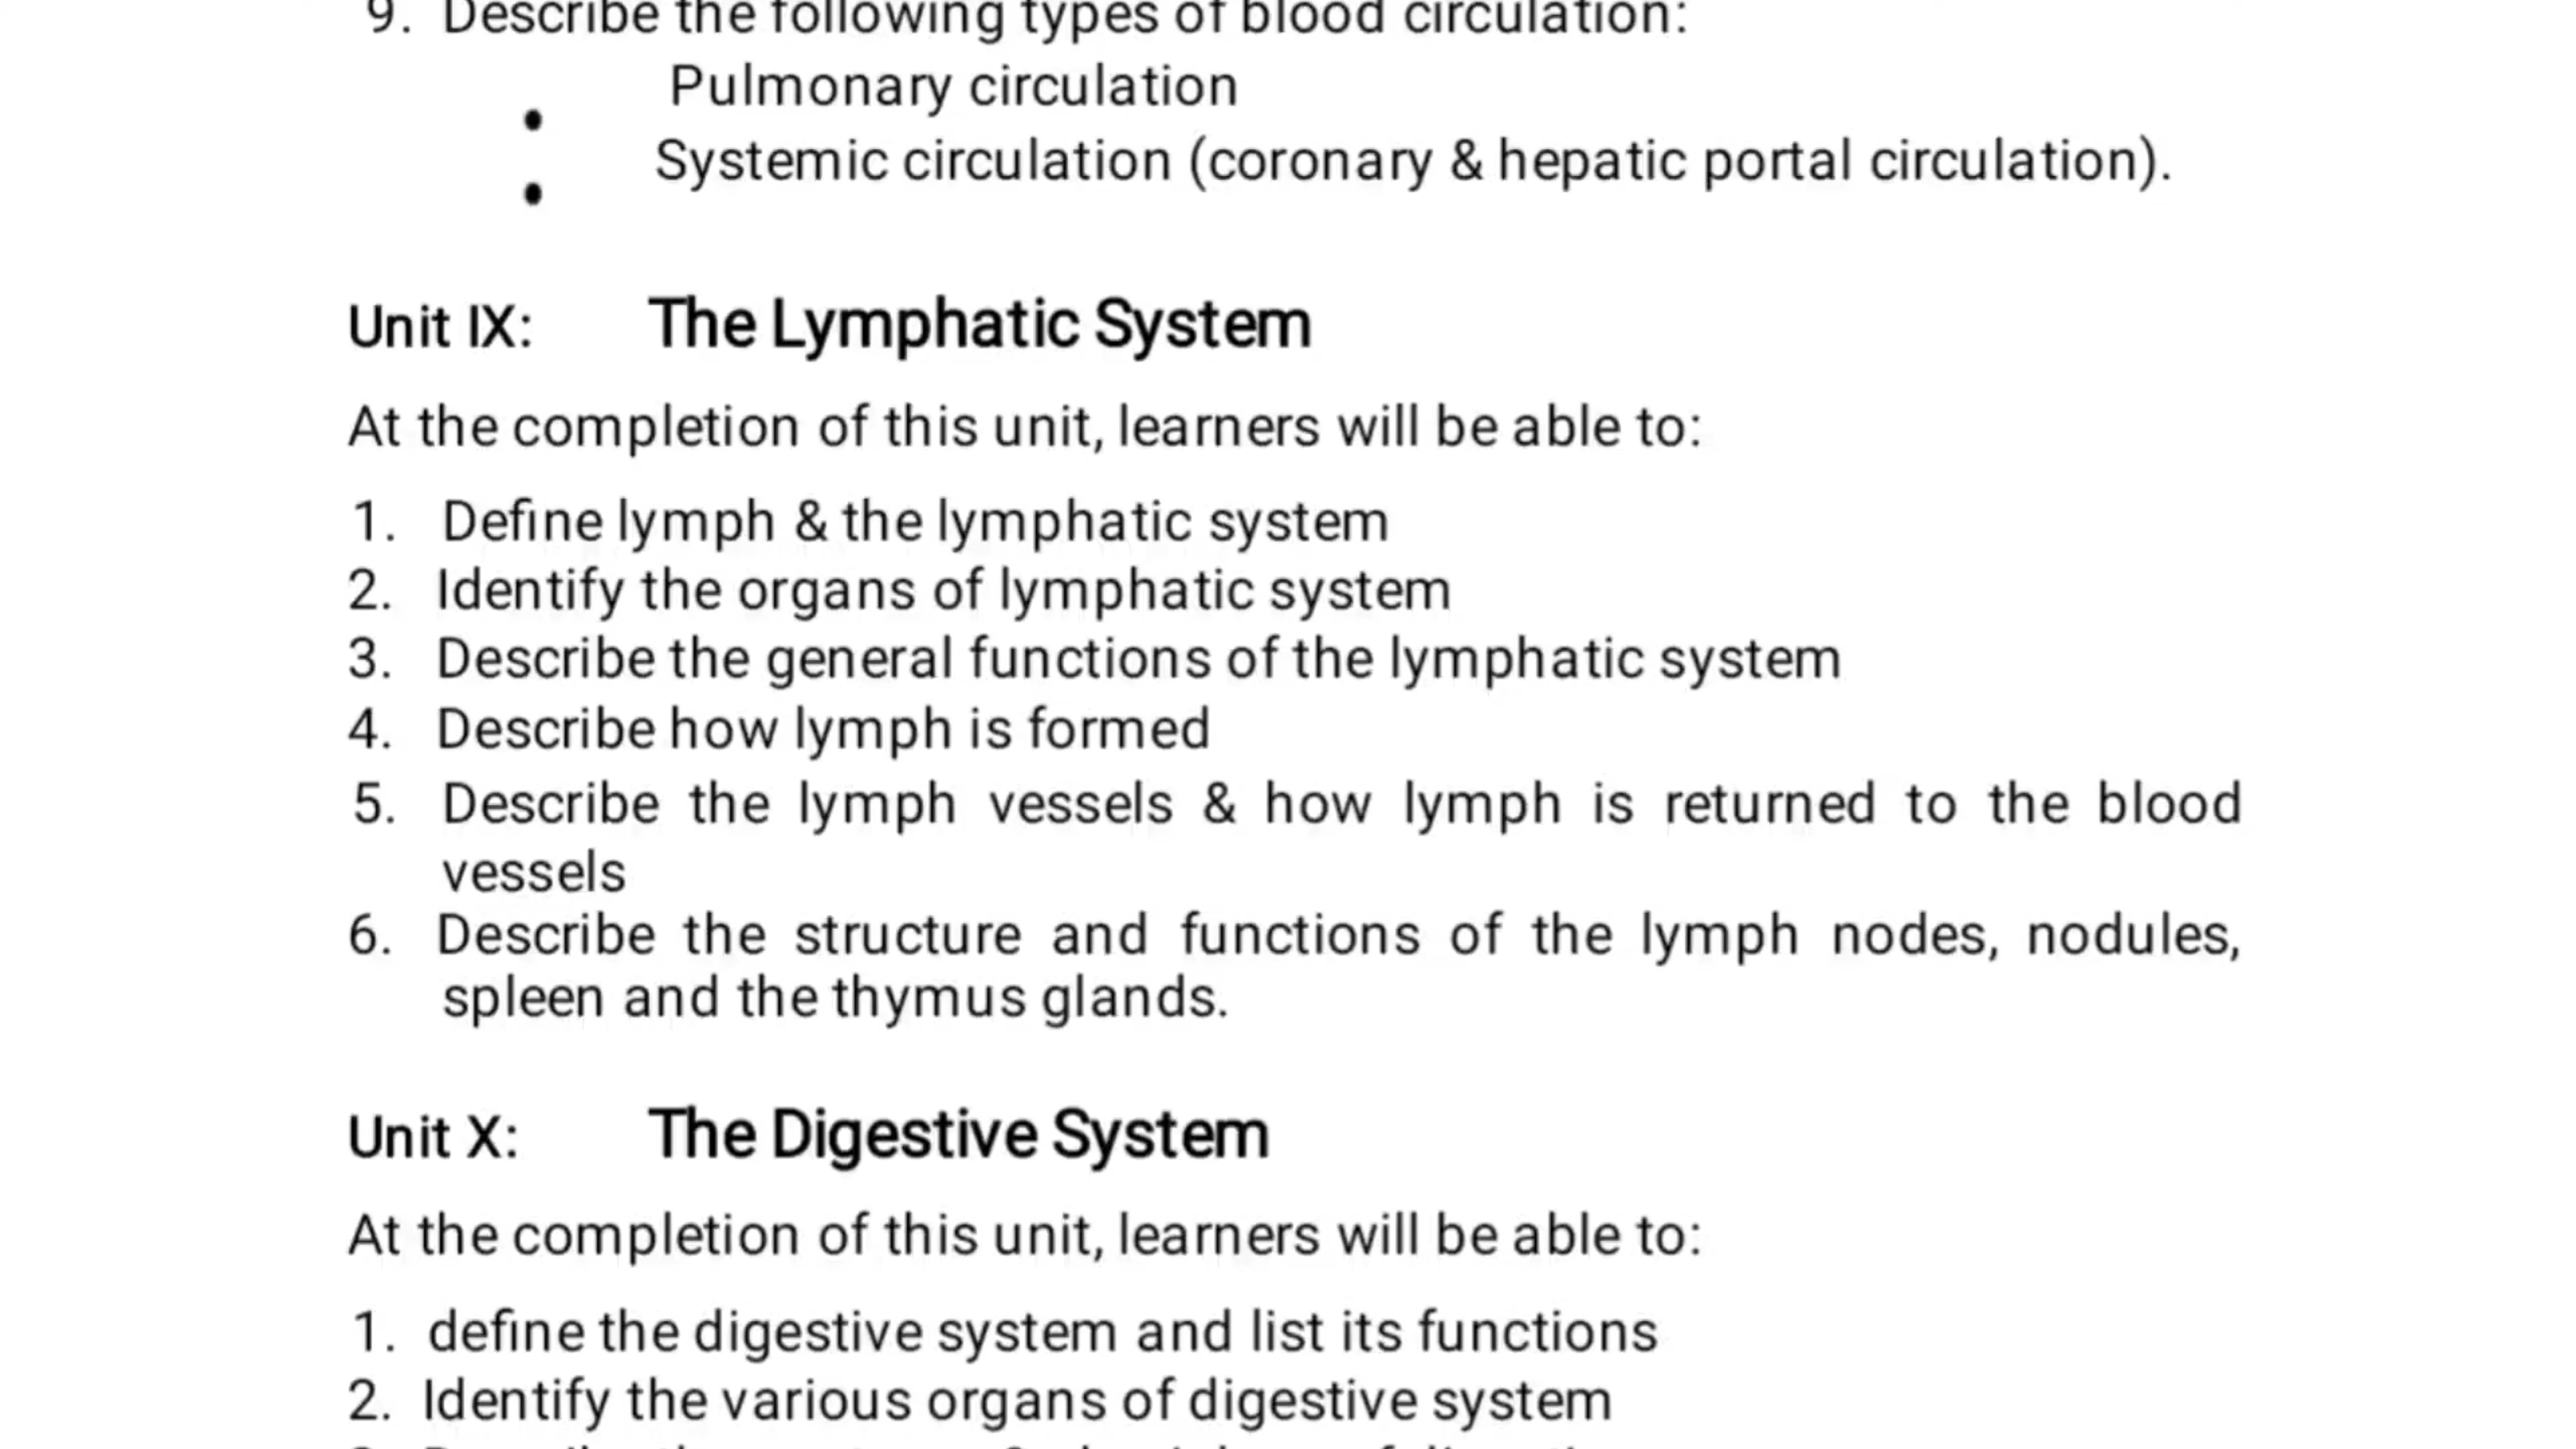 9. Describe the following types of blood circulation:
Pulmonary circulation
•
Systemic circulation (coronary & hepatic portal circulation).
•
Unit IX: The Lymphatic System
At the completion of this unit, learners will be able to:
1. Define lymph & the lymphatic system
2. Identify the organs of lymphatic system
3. Describe the general functions of the lymphatic system
4. Describe how lymph is formed
5. Describe the lymph vessels & how lymph is returned to the blood
vessels
6. Describe the structure and functions of the lymph nodes, nodules,
spleen and the thymus glands.
Unit X: The Digestive System
At the completion of this unit, learners will be able to:
1. define the digestive system and list its functions
2. Identify the various organs of digestive system